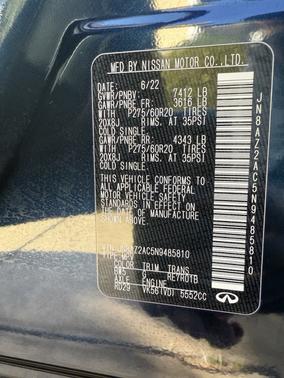 MFD BY NISSAN MOTOR CO., LTD.
DATE: 6/22
GVWR/PNBV: 7412 LB
GAWR/PNBE FR: 3616 LB
WITH P275/60R20 TIRES
20X8J RIMS. AT 35PSI
COLD SINGLE.
GAWR/PNBE RR: 4343 LB
WITH P275/60R20 TIRES
20X8J RIMS. AT 35PSI
COLD SINGLE.
THIS VEHICLE CONFORMS TO
ALL APPLICABLE FEDERAL
MOTOR VEHICLE SAFETY
STANDARDS IN EFFECT ON
THE DATE OF MANUFACTURE
SHOWN ABOVE.
VIN: JN8AZ2AC5N9485810
TYPE: MPV
COLOR TRIM TRANS
BW5 P RE7R01B
AXLE ENGINE
RD29 VK56(VD) 5552CC
INFINITI
JN8AZ2AC5N9485810